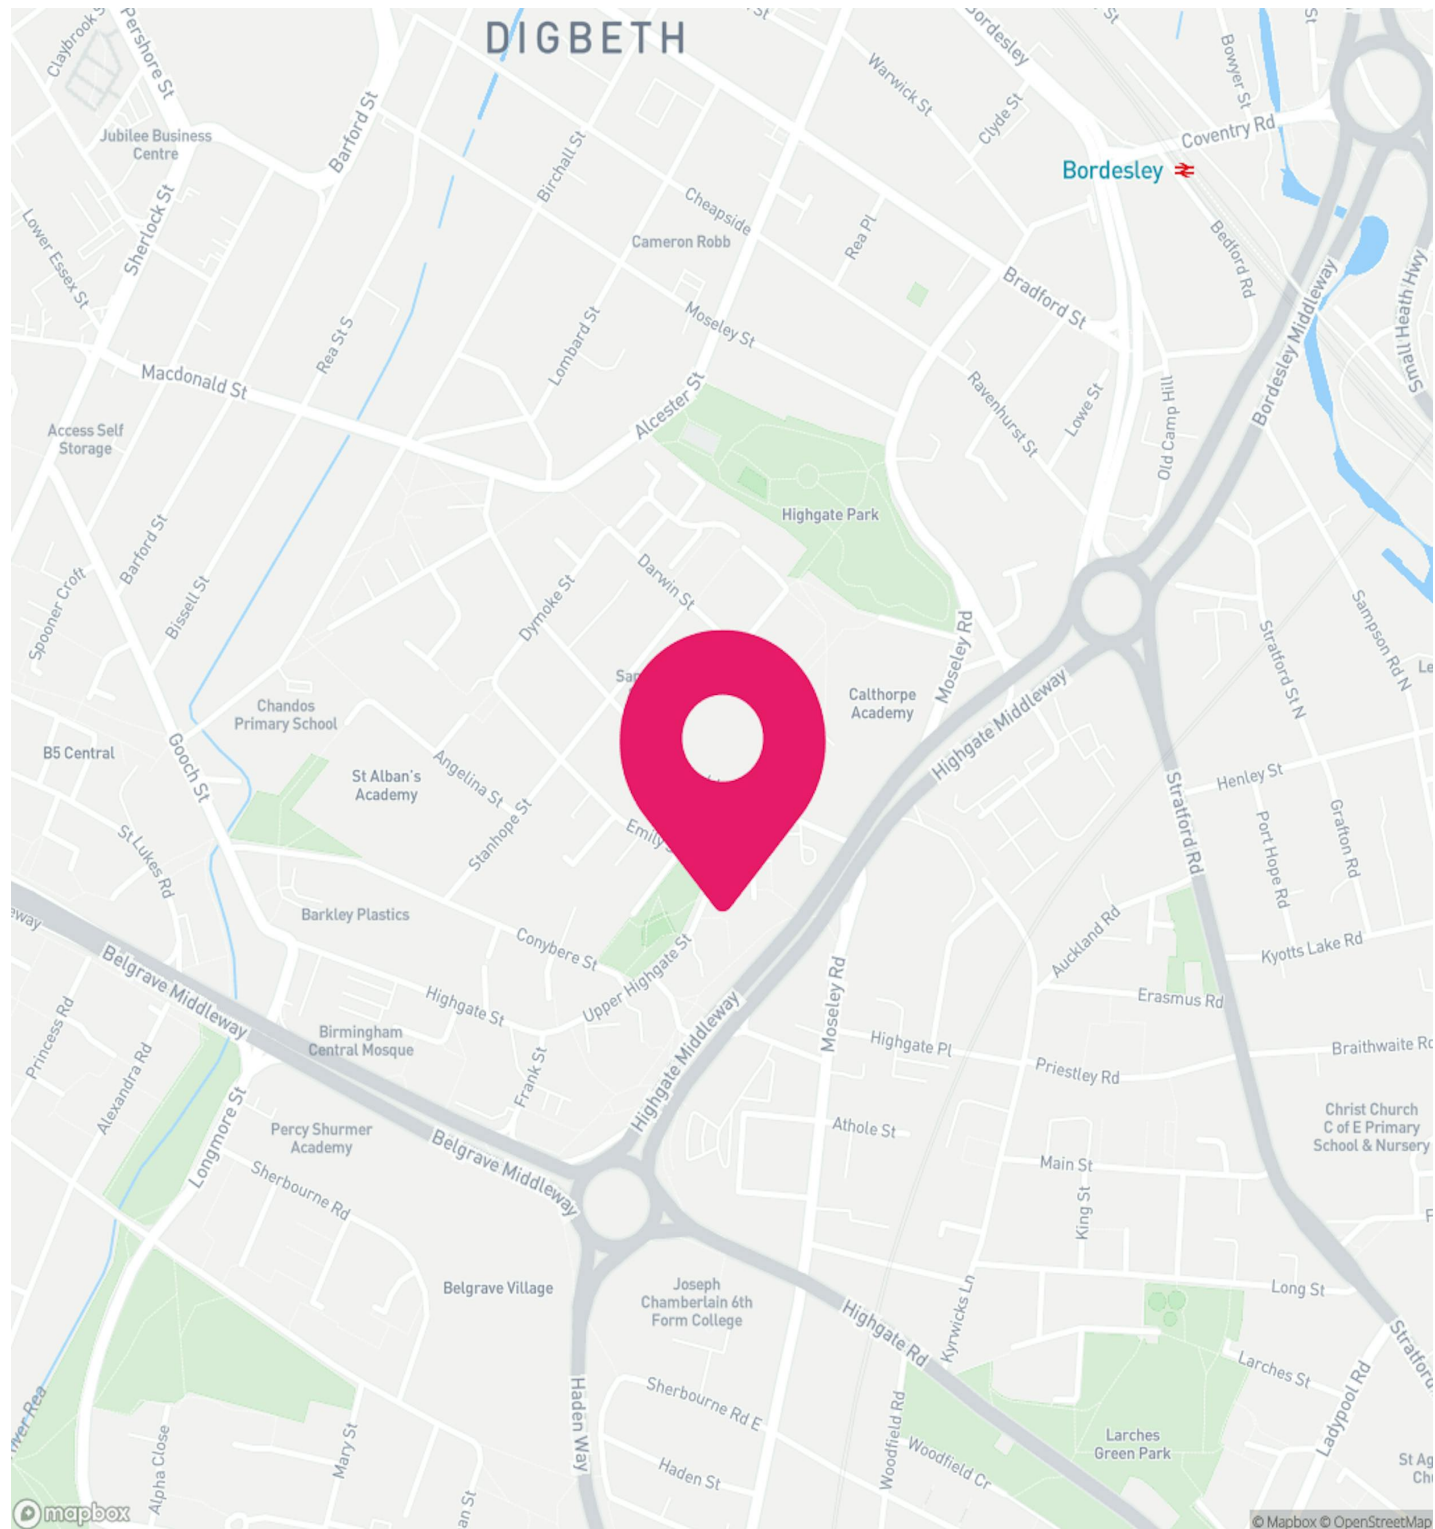 DIGBETH
Claybrook St
Pershore St
Jubilee Business
Centre
Barford St
Birchall St
Bordesley
Warwick St
Clyde St
Bowyer St
Coventry Rd
Bordesley
Sherlock St
Lower Essex St
Cheapside
Cameron Robb
Rea Pl
Bedford Rd
Bradford St
Bordesley Middleway
Small Heath Hwy
Rea St S
Lombard St
Moseley St
Macdonald St
Alcester St
Ravenhurst St
Lowe St
Old Camp Hill
Access Self
Storage
Highgate Park
Barford St
Bissell St
Spooner Croft
Dymoke St
Darwin St
Moseley Rd
Sampson Rd N
Stratford St N
Chandos
Primary School
Calthorpe
Academy
Highgate Middleway
B5 Central
Gooch St
St Alban's
Academy
Angelina St
Stanhope St
Emily
Henley St
Stratford Rd
Port Hope Rd
Grafton Rd
St Lukes Rd
Barkley Plastics
Conybere St
Auckland Rd
Kyotts Lake Rd
Belgrave Middleway
Highgate St
Upper Highgate St
Erasmus Rd
Moseley Rd
Princess Rd
Birmingham
Central Mosque
Highgate Middleway
Highgate Pl
Priestley Rd
Braithwaite Rd
Alexandra Rd
Frank St
Longmore St
Percy Shurmer
Academy
Belgrave Middleway
Athole St
Christ Church
C of E Primary
School & Nursery
Main St
Sherbourne Rd
King St
Belgrave Village
Joseph
Chamberlain 6th
Form College
Long St
Highgate Rd
Kyrwicks Ln
Larches St
Stratford
Ladypool Rd
Sherbourne Rd E
Haden Way
Woodfield Rd
Woodfield Cr
Larches
Green Park
Alpha Close
Mary St
Haden St
mapbox
© Mapbox © OpenStreetMap